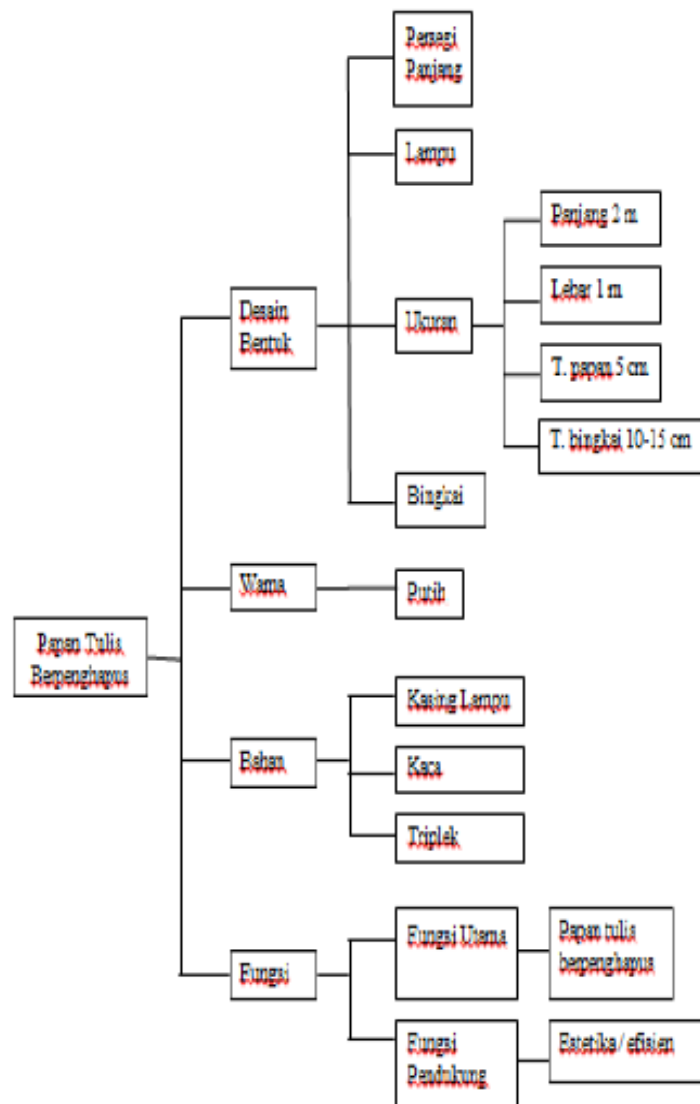 Persegi
Panjang
Lampu
Panjang 2 m
Lebar 1 m
Desain
Bentuk
Ukuran
T. papan 5 cm
T. bingkai 10-15 cm
Bingkai
Warna
Putih
Papan Tulis
Berpenghapus
Kasing Lampu
Bahan
Kaca
Triplek
Fungsi Utama
Papan tulis
berpenghapus
Fungsi
Fungsi
Pendukung
Estetika / efisien